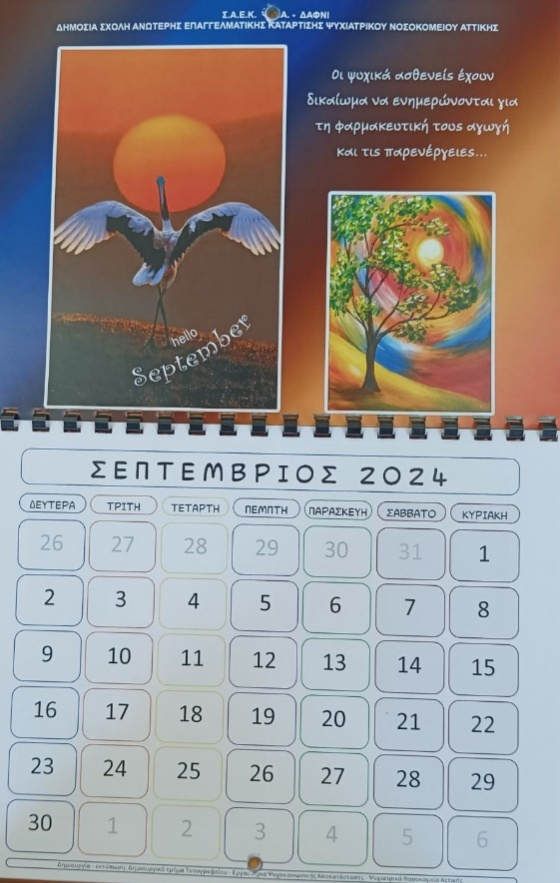 Σ.Α.Ε.Κ. Ψ.Ν.Α. - ΔΑΦΝΙ
ΔΗΜΟΣΙΑ ΣΧΟΛΗ ΑΝΩΤΕΡΗΣ ΕΠΑΓΓΕΛΜΑΤΙΚΗΣ ΚΑΤΑΡΤΙΣΗΣ ΨΥΧΙΑΤΡΙΚΟΥ ΝΟΣΟΚΟΜΕΙΟΥ ΑΤΤΙΚΗΣ
Οι ψυχικά ασθενείς έχουν
δικαίωμα να ενημερώνονται για
τη φαρμακευτική τους αγωγή
και τις παρενέργειες...
hello
September
ΣΕΠΤΕΜΒΡΙΟΣ 2024
ΔΕΥΤΕΡΑ ΤΡΙΤΗ ΤΕΤΑΡΤΗ ΠΕΜΠΤΗ ΠΑΡΑΣΚΕΥΗ ΣΑΒΒΑΤΟ ΚΥΡΙΑΚΗ
26 27 28 29 30 31 1
2 3 4 5 6 7 8
9 10 11 12 13 14 15
16 17 18 19 20 21 22
23 24 25 26 27 28 29
30 1 2 3 4 5 6
Δημιουργία - εκτύπωση: Δημιουργικό τμήμα Τυπογραφείου - Ψυχιατρικό Νοσοκομείο Αττικής